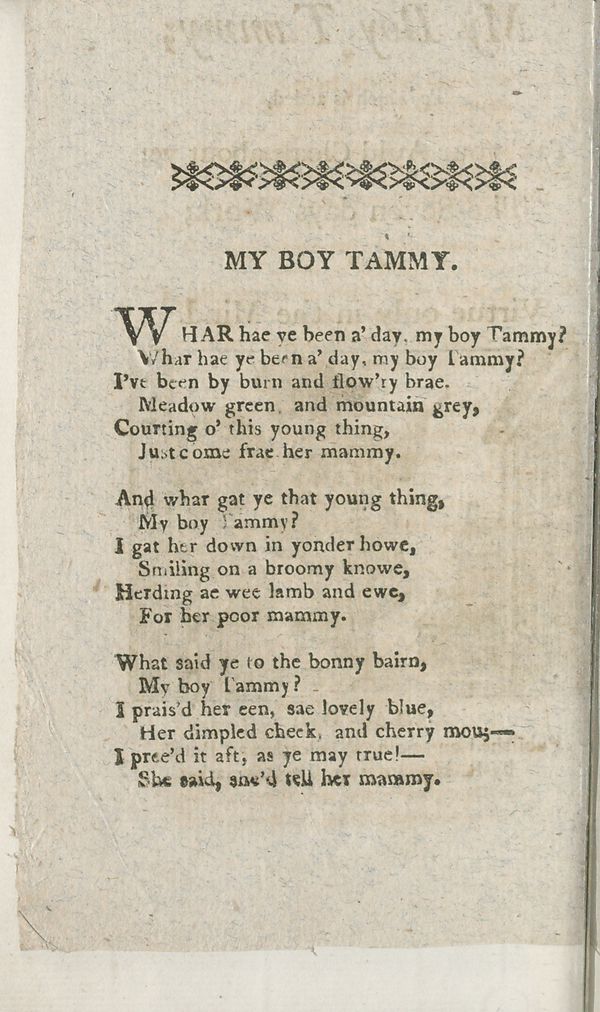 MY BOY TAMMY.
WHAR hae ye been a' day, my boy Tammy?
Whar hae ye been a' day, my boy Tammy?
I've been by burn and flow'ry brae.
Meadow green, and mountain grey,
Courting o' this young thing,
Just come frae her mammy.
And whar gat ye that young thing,
My boy Tammy?
I gat her down in yonder howe,
Smiling on a broomy knowe,
Herding ae wee lamb and ewe,
For her poor mammy.
What said ye to the bonny bairn,
My boy Tammy?
I prais'd her een, sae lovely blue,
Her dimpled cheek, and cherry mou;—
I pree'd it aft, as ye may true!—
She said, she'd tell her mammy.